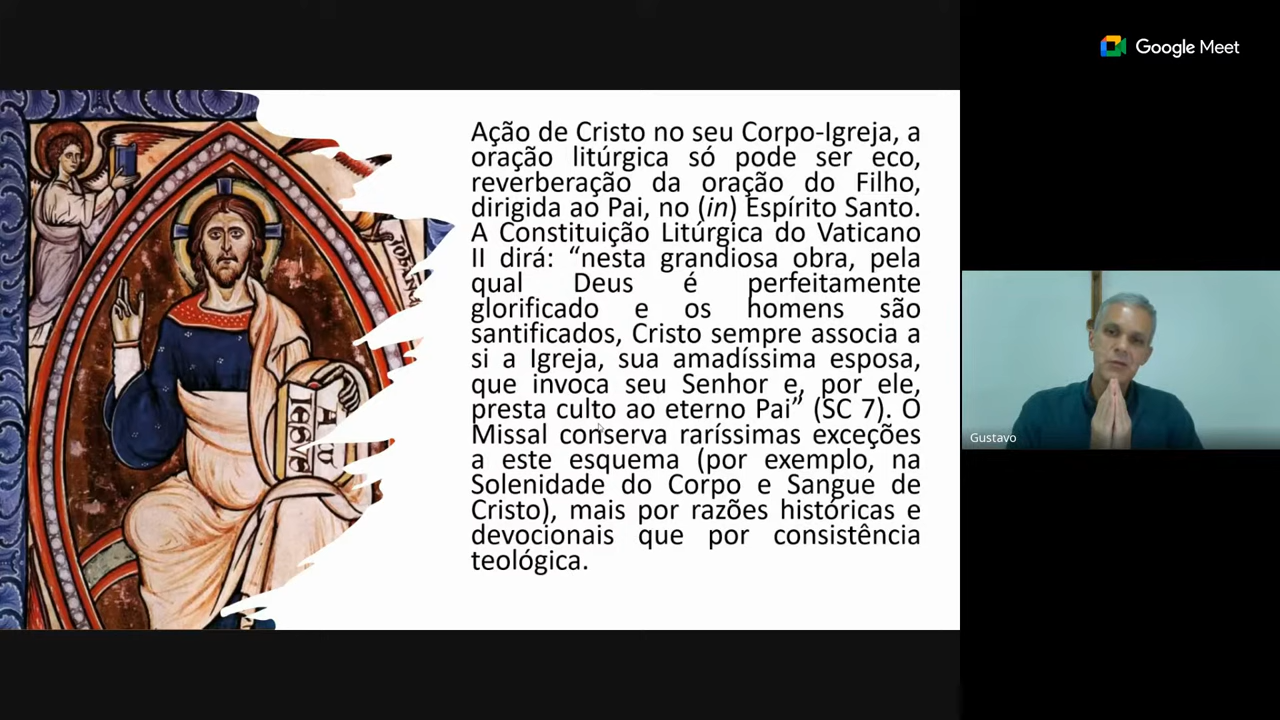 Google Meet
Ação de Cristo no seu Corpo-Igreja, a
oração litúrgica só pode ser eco,
reverberação da oração do Filho,
dirigida ao Pai, no (in) Espírito Santo.
A Constituição Litúrgica do Vaticano
II dirá: “nesta grandiosa obra, pela
qual Deus é perfeitamente
glorificado e os homens são
santificados, Cristo sempre associa a
si a Igreja, sua amadíssima esposa,
que invoca seu Senhor e, por ele,
presta culto ao eterno Pai” (SC 7). O
Missal conserva raríssimas exceções
a este esquema (por exemplo, na
Solenidade do Corpo e Sangue de
Cristo), mais por razões históricas e
devocionais que por consistência
teológica.
Gustavo